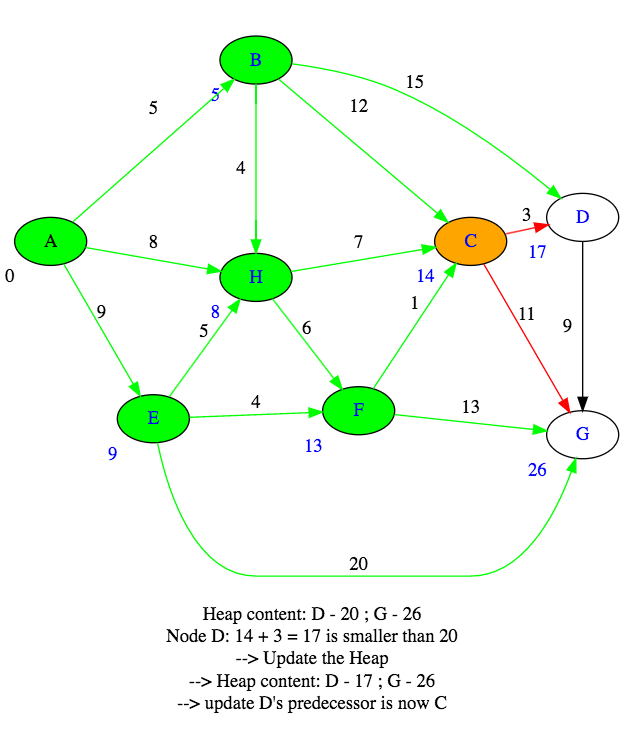 B
15
5
5
12
4
3
D
A
8
7
C
17
0
H
14
9
8
5
6
1
11
9
E
4
F
13
G
9
13
26
20
Heap content: D - 20 ; G - 26
Node D: 14 + 3 = 17 is smaller than 20
--> Update the Heap
--> Heap content: D - 17 ; G - 26
--> update D's predecessor is now C